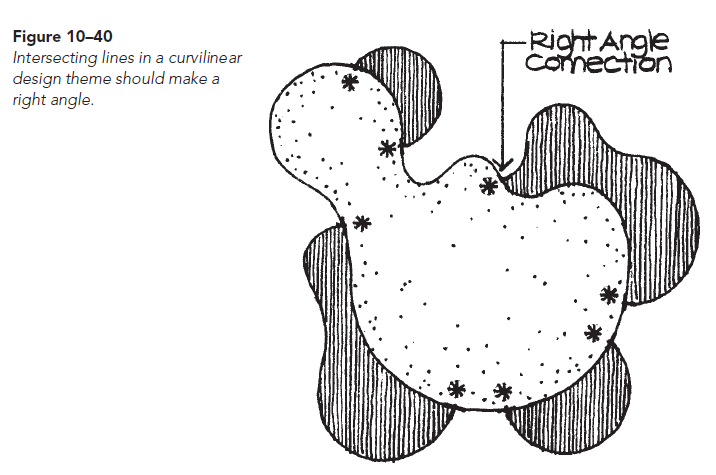 Figure 10–40
Intersecting lines in a curvilinear
design theme should make a
right angle.
Right Angle
Connection